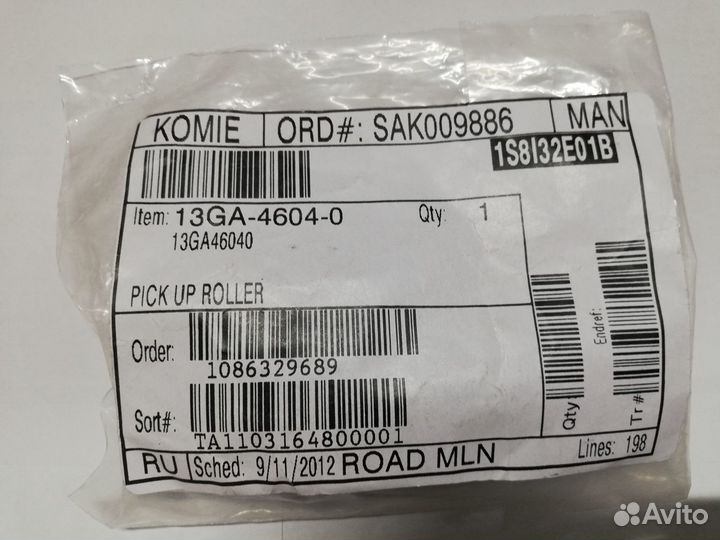 KOMIE ORD#: SAK009886 MAN
1S8I32E01B
Item: 13GA-4604-0 Qty: 1
13GA46040
PICK UP ROLLER
Order: 1086329689
Sort#: TA1103164800001
Qty
Endref:
Tr#
RU Sched: 9/11/2012 ROAD MLN Lines: 198
Avito